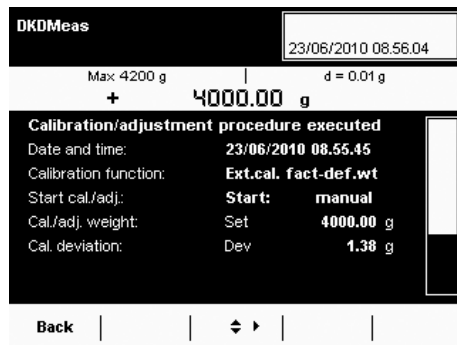 DKDMeas
23/06/2010 08.56.04
Max 4200 g d = 0.01 g
+ 4000.00 g
Calibration/adjustment procedure executed
Date and time: 23/06/2010 08.55.45
Calibration function: Ext.cal. fact-def.wt
Start cal./adj.: Start: manual
Cal./adj. weight: Set 4000.00 g
Cal. deviation: Dev 1.38 g
Back